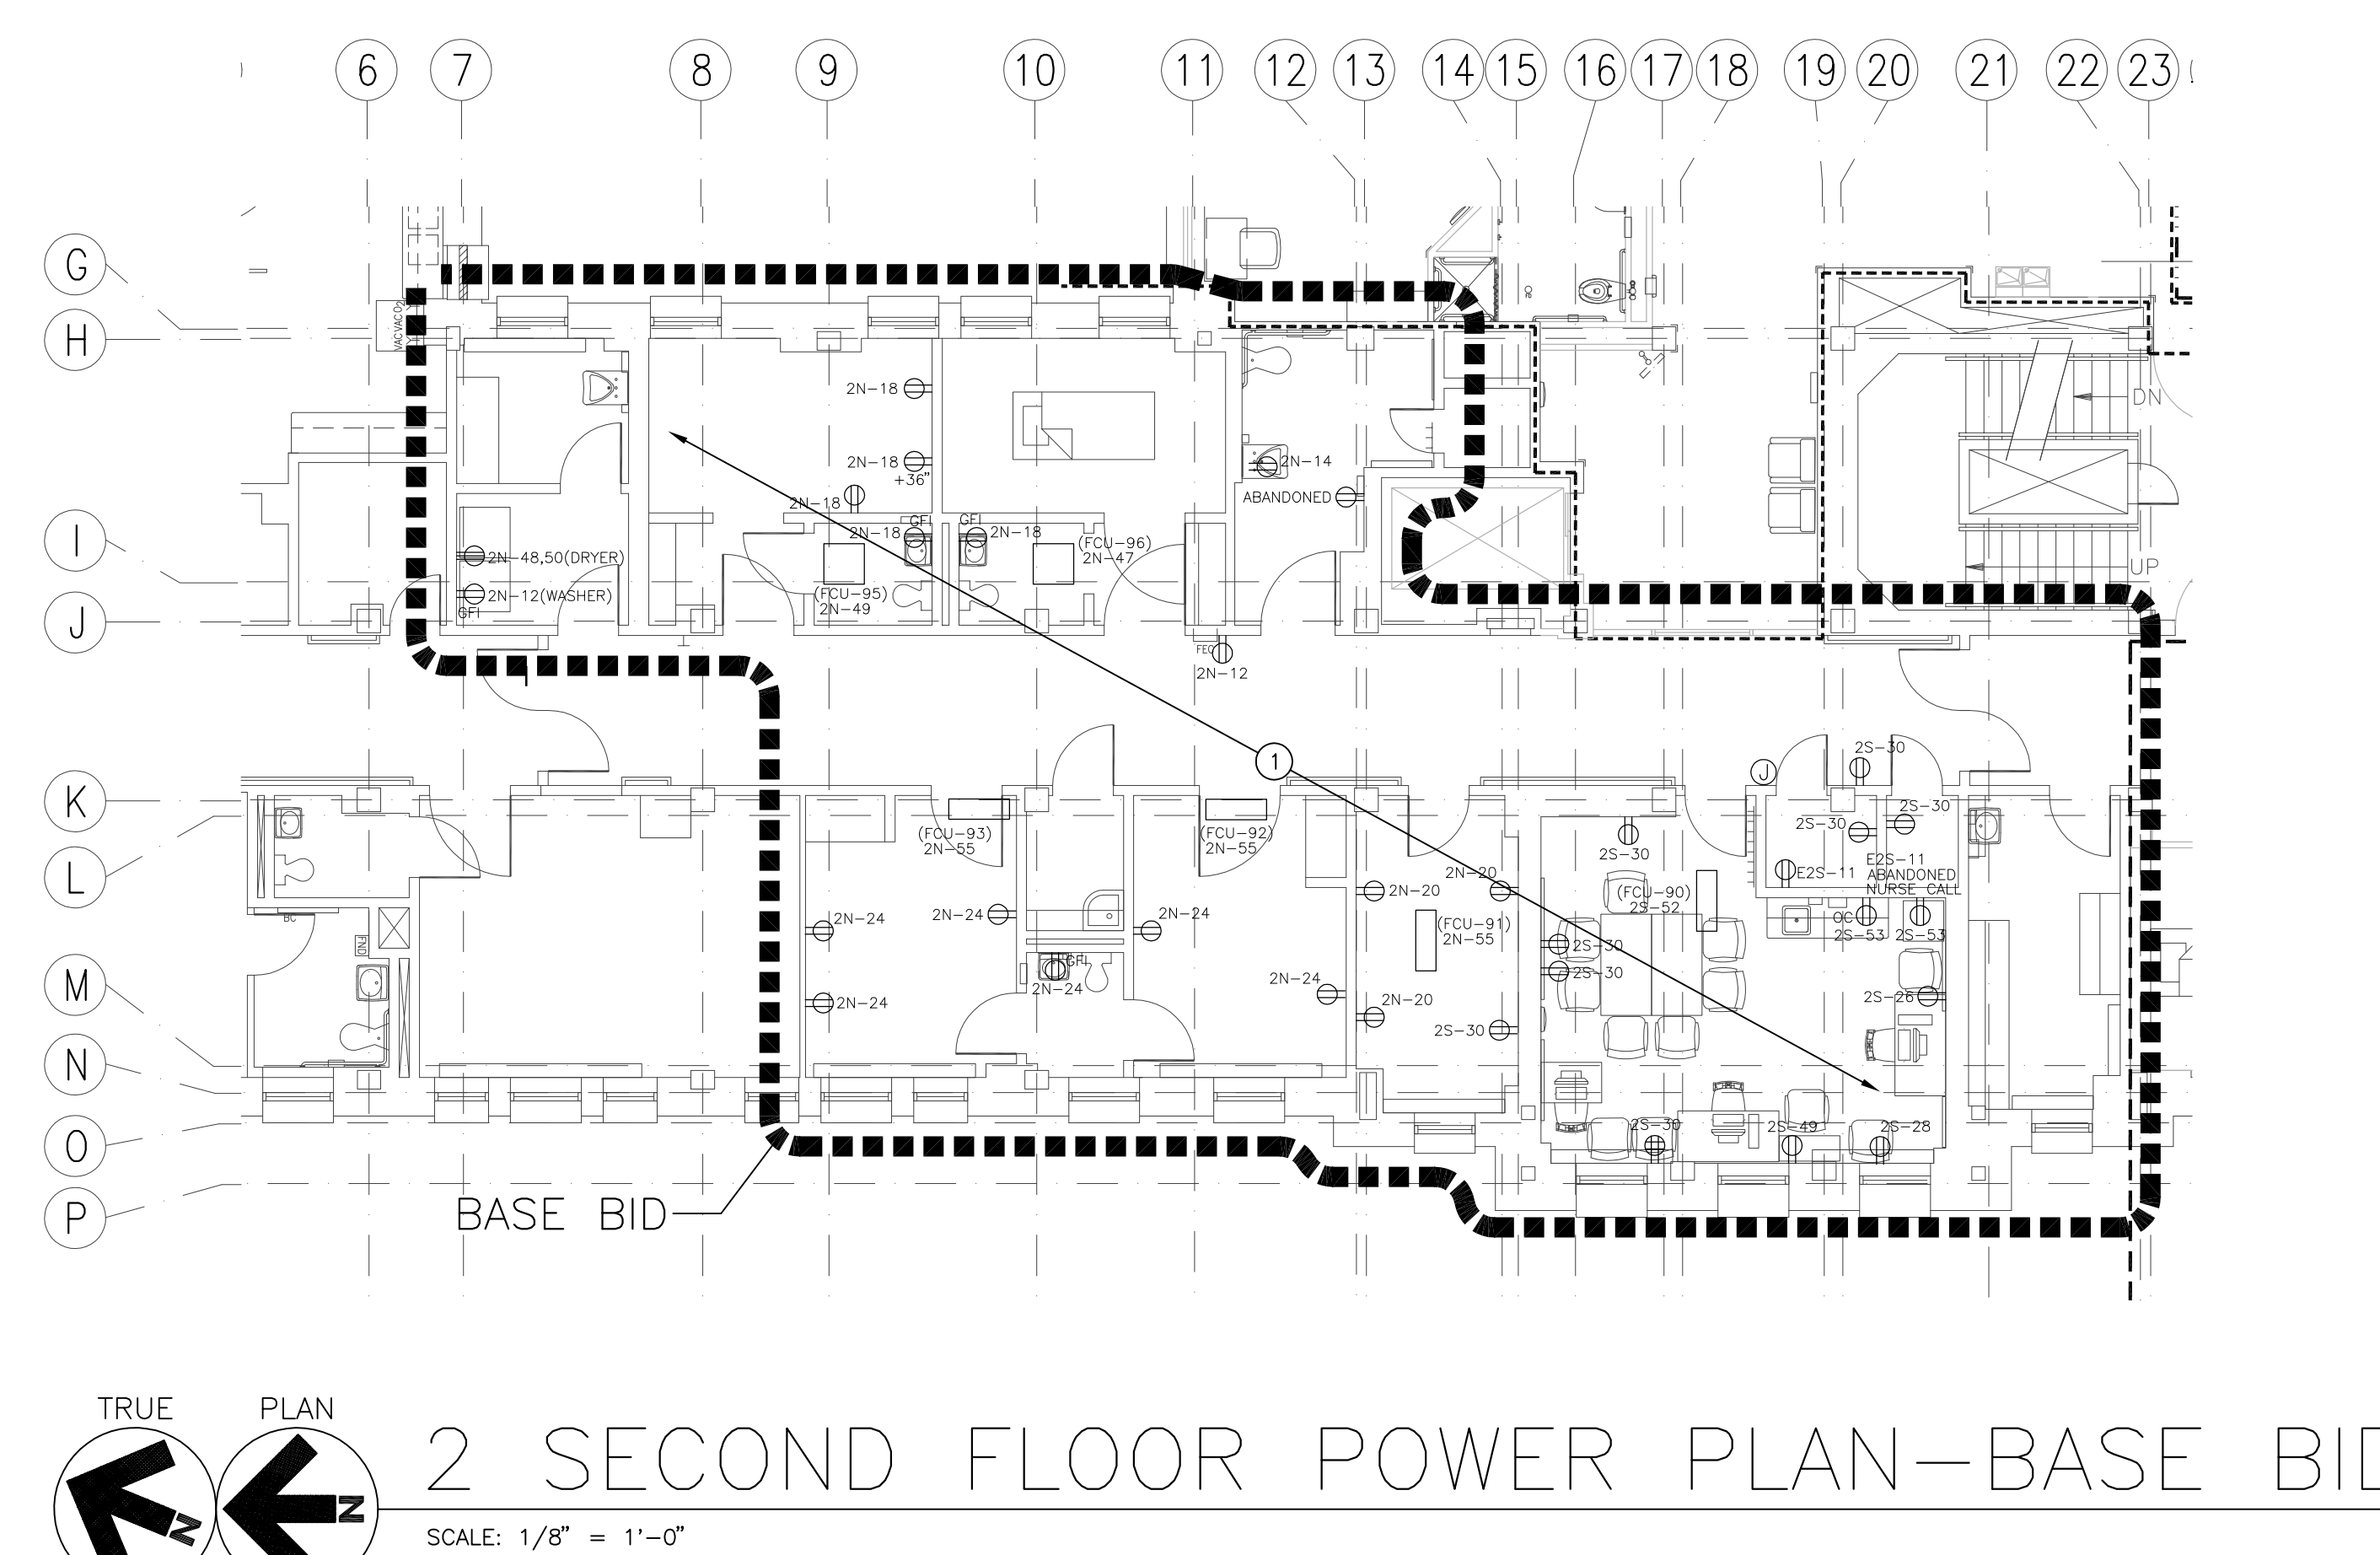 6 7 8 9 10 11 12 13 14 15 16 17 18 19 20 21 22 23
G
H
VAC VAC O2
2N-18
DN
2N-18
+36"
2N-14
ABANDONED
2N-18
I
GFI
GFI
2N-18
2N-18
(FCU-96)
2N-47
2N-48,50(DRYER)
UP
2N-12(WASHER)
GFI
(FCU-95)
2N-49
J
FEC
2N-12
2S-30
1
J
K
2S-30
2S-30
(FCU-93)
2N-55
(FCU-92)
2N-55
2S-30
L
E2S-11
E2S-11
ABANDONED
NURSE CALL
2N-20
2N-20
(FCU-90)
2S-52
2N-24
2N-24
2N-24
BC
OC
2S-53
2S-53
(FCU-91)
2N-55
FND
2S-30
2S-30
GFI
M
2N-24
2N-24
2N-24
2N-20
2S-26
2S-30
N
O
2S-30
2S-49
2S-28
P
BASE BID
TRUE
PLAN
N
N
2 SECOND FLOOR POWER PLAN-BASE BI
SCALE: 1/8" = 1'-0"